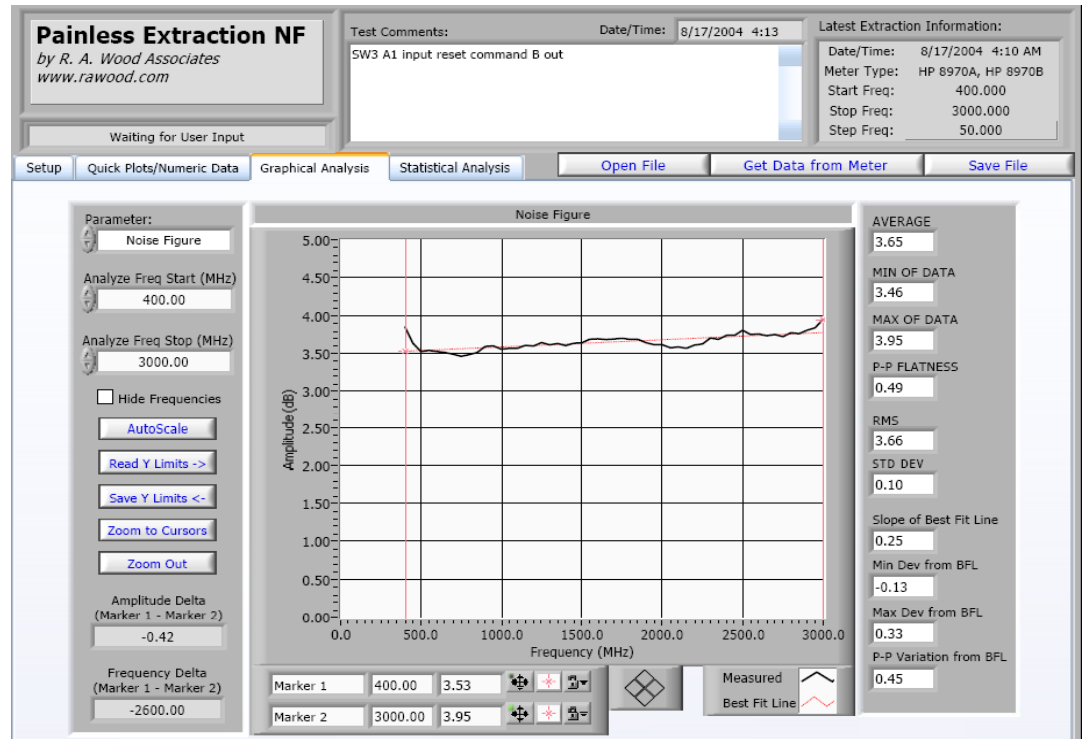 Painless Extraction NF
by R. A. Wood Associates
www.rawood.com
Waiting for User Input
Test Comments:
Date/Time: 8/17/2004 4:13
SW3 A1 input reset command B out
Latest Extraction Information:
Date/Time: 8/17/2004 4:10 AM
Meter Type: HP 8970A, HP 8970B
Start Freq: 400.000
Stop Freq: 3000.000
Step Freq: 50.000
Setup
Quick Plots/Numeric Data
Graphical Analysis
Statistical Analysis
Open File
Get Data from Meter
Save File
Parameter:
Noise Figure
Analyze Freq Start (MHz)
400.00
Analyze Freq Stop (MHz)
3000.00
Hide Frequencies
AutoScale
Read Y Limits ->
Save Y Limits <-
Zoom to Cursors
Zoom Out
Amplitude Delta
(Marker 1 - Marker 2)
-0.42
Frequency Delta
(Marker 1 - Marker 2)
-2600.00
Noise Figure
Amplitude (dB)
5.00
4.50
4.00
3.50
3.00
2.50
2.00
1.50
1.00
0.50
0.00
0.0 500.0 1000.0 1500.0 2000.0 2500.0 3000.0
Frequency (MHz)
Marker 1 400.00 3.53
Marker 2 3000.00 3.95
Measured
Best Fit Line
AVERAGE
3.65
MIN OF DATA
3.46
MAX OF DATA
3.95
P-P FLATNESS
0.49
RMS
3.66
STD DEV
0.10
Slope of Best Fit Line
0.25
Min Dev from BFL
-0.13
Max Dev from BFL
0.33
P-P Variation from BFL
0.45